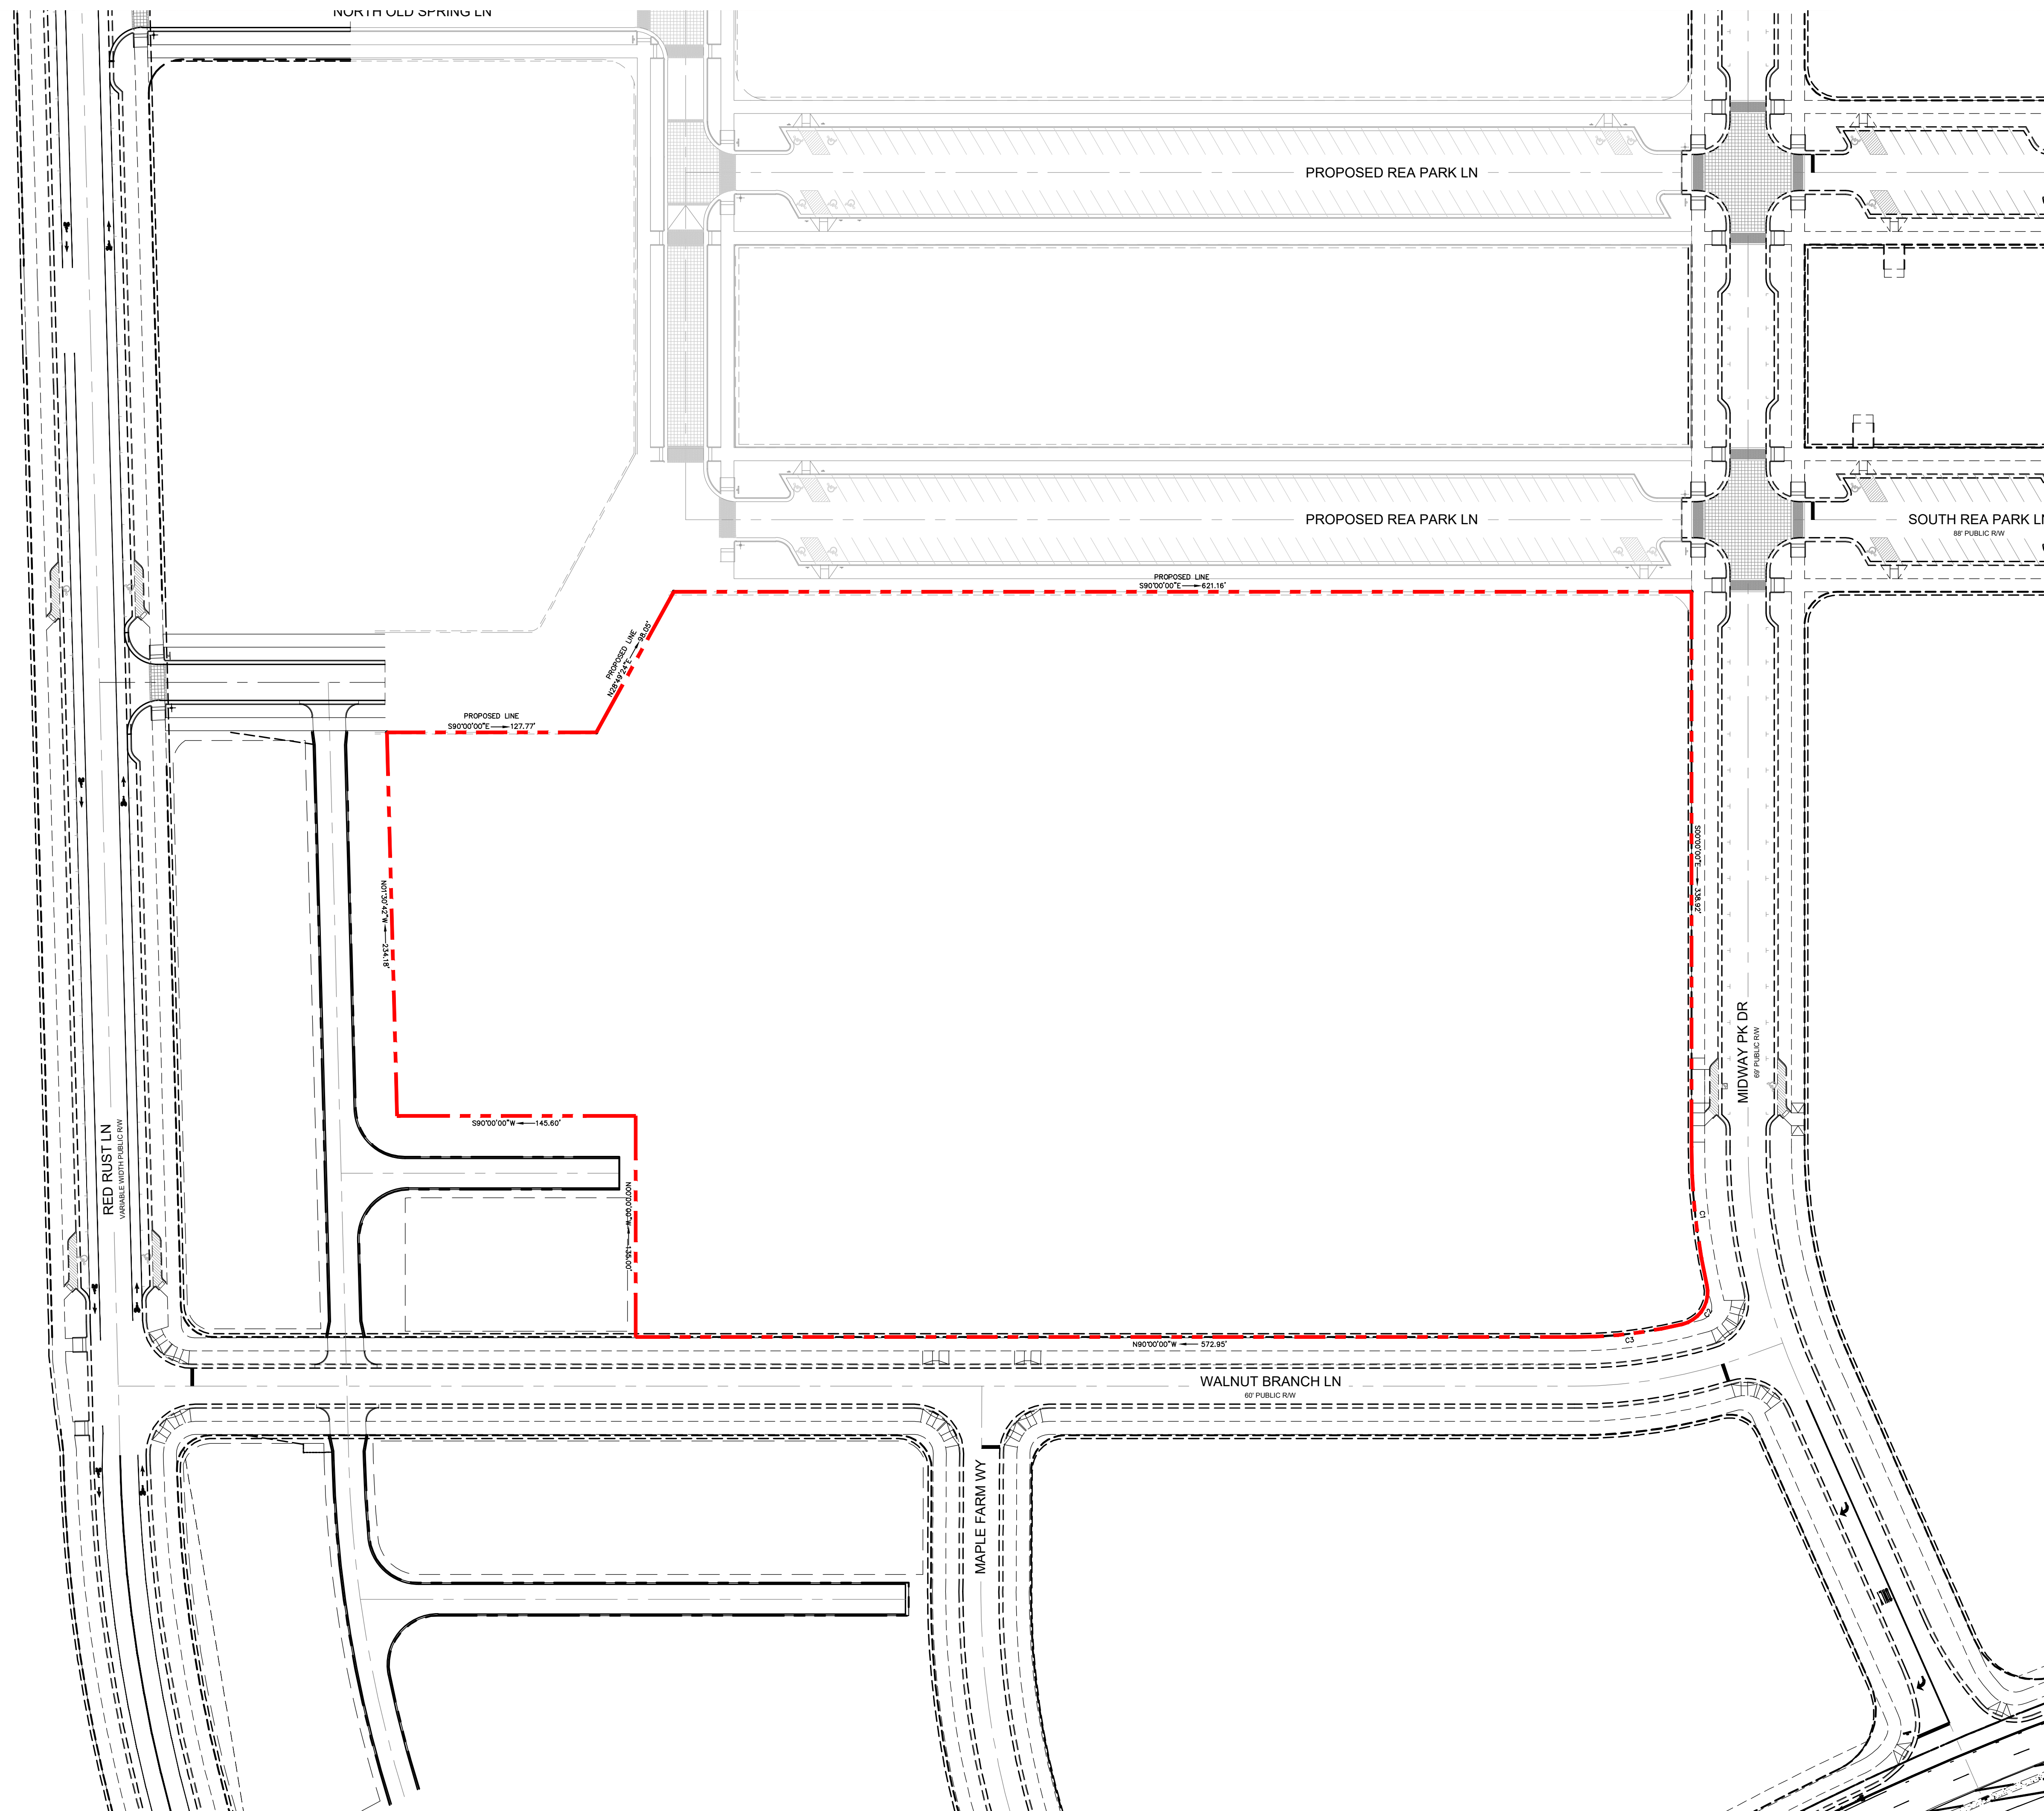 NORTH OLD SPRING LN
PROPOSED REA PARK LN
PROPOSED REA PARK LN
SOUTH REA PARK LN
88' PUBLIC R/W
PROPOSED LINE
S90°00'00"E 621.16'
PROPOSED LINE
N28°49'24"E 98.05'
PROPOSED LINE
S90°00'00"E 127.77'
S00°00'00"E 338.92'
N01°30'42"W 234.18'
MIDWAY PK DR
69' PUBLIC R/W
RED RUST LN
VARIABLE WIDTH PUBLIC R/W
S90°00'00"W 145.60'
N00°00'00"W 135.00'
C1
C2
C3
N90°00'00"W 572.95'
WALNUT BRANCH LN
60' PUBLIC R/W
MAPLE FARM WY